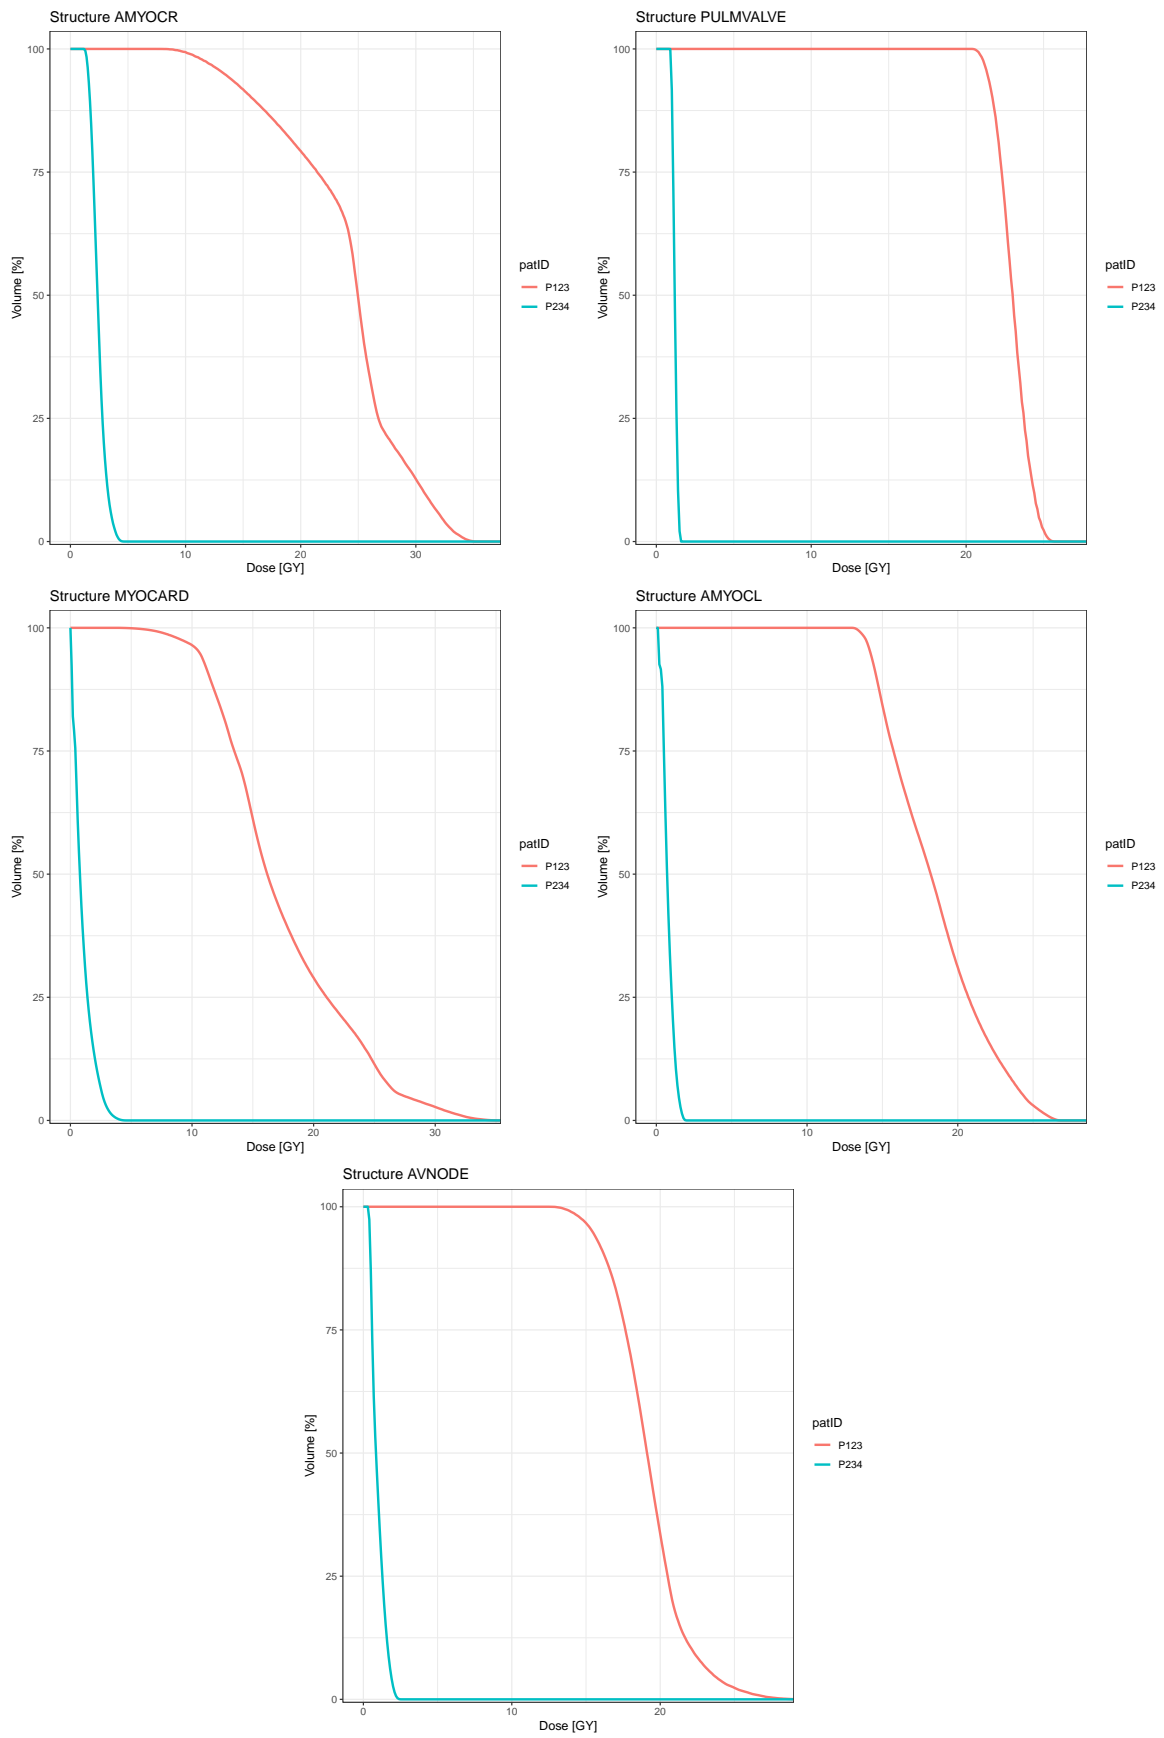 Structure AMYOCR
100
75
50
25
0
Volume [%]
0 10 20 30
Dose [GY]
patID
P123
P234
Structure PULMVALVE
100
75
50
25
0
Volume [%]
0 10 20
Dose [GY]
patID
P123
P234
Structure MYOCARD
100
75
50
25
0
Volume [%]
0 10 20 30
Dose [GY]
patID
P123
P234
Structure AMYOCL
100
75
50
25
0
Volume [%]
0 10 20
Dose [GY]
patID
P123
P234
Structure AVNODE
100
75
50
25
0
Volume [%]
0 10 20
Dose [GY]
patID
P123
P234